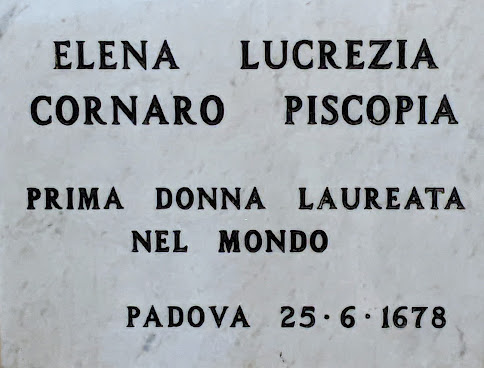 ELENA LUCREZIA
CORNARO PISCOPIA
PRIMA DONNA LAUREATA
NEL MONDO
PADOVA 25·6·1678